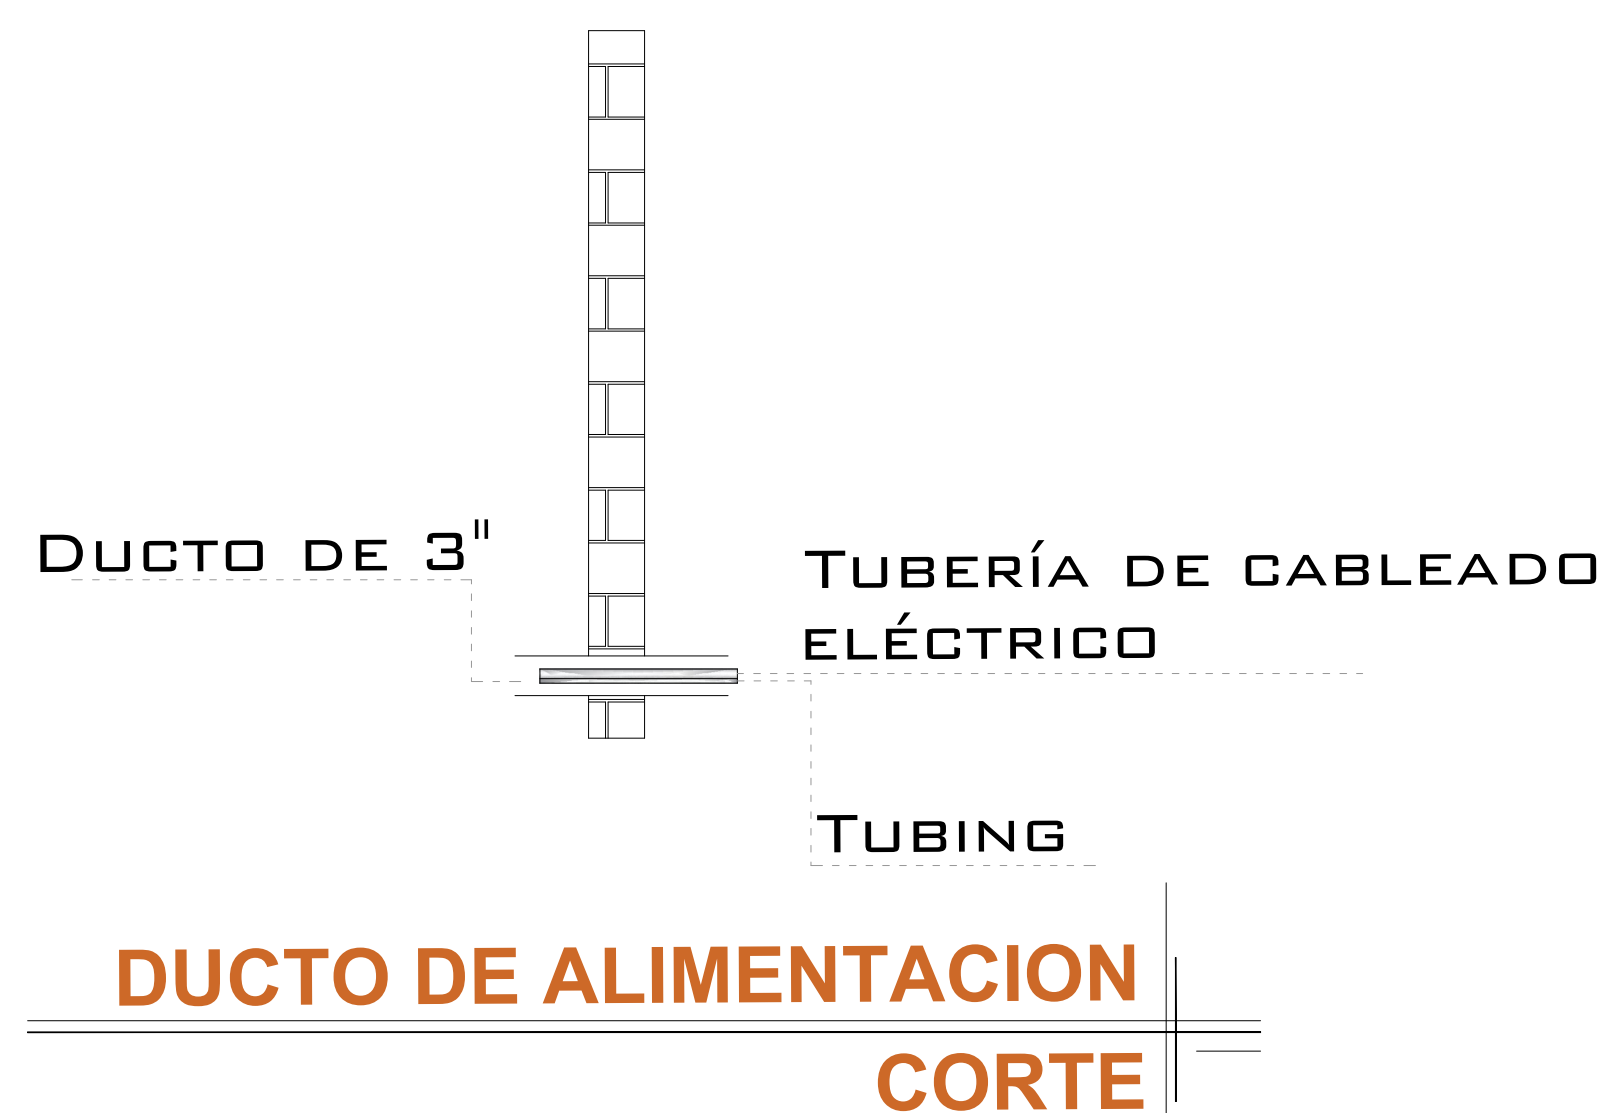 Ducto de 3"
Tubería de cableado
eléctrico
Tubing
DUCTO DE ALIMENTACION
CORTE